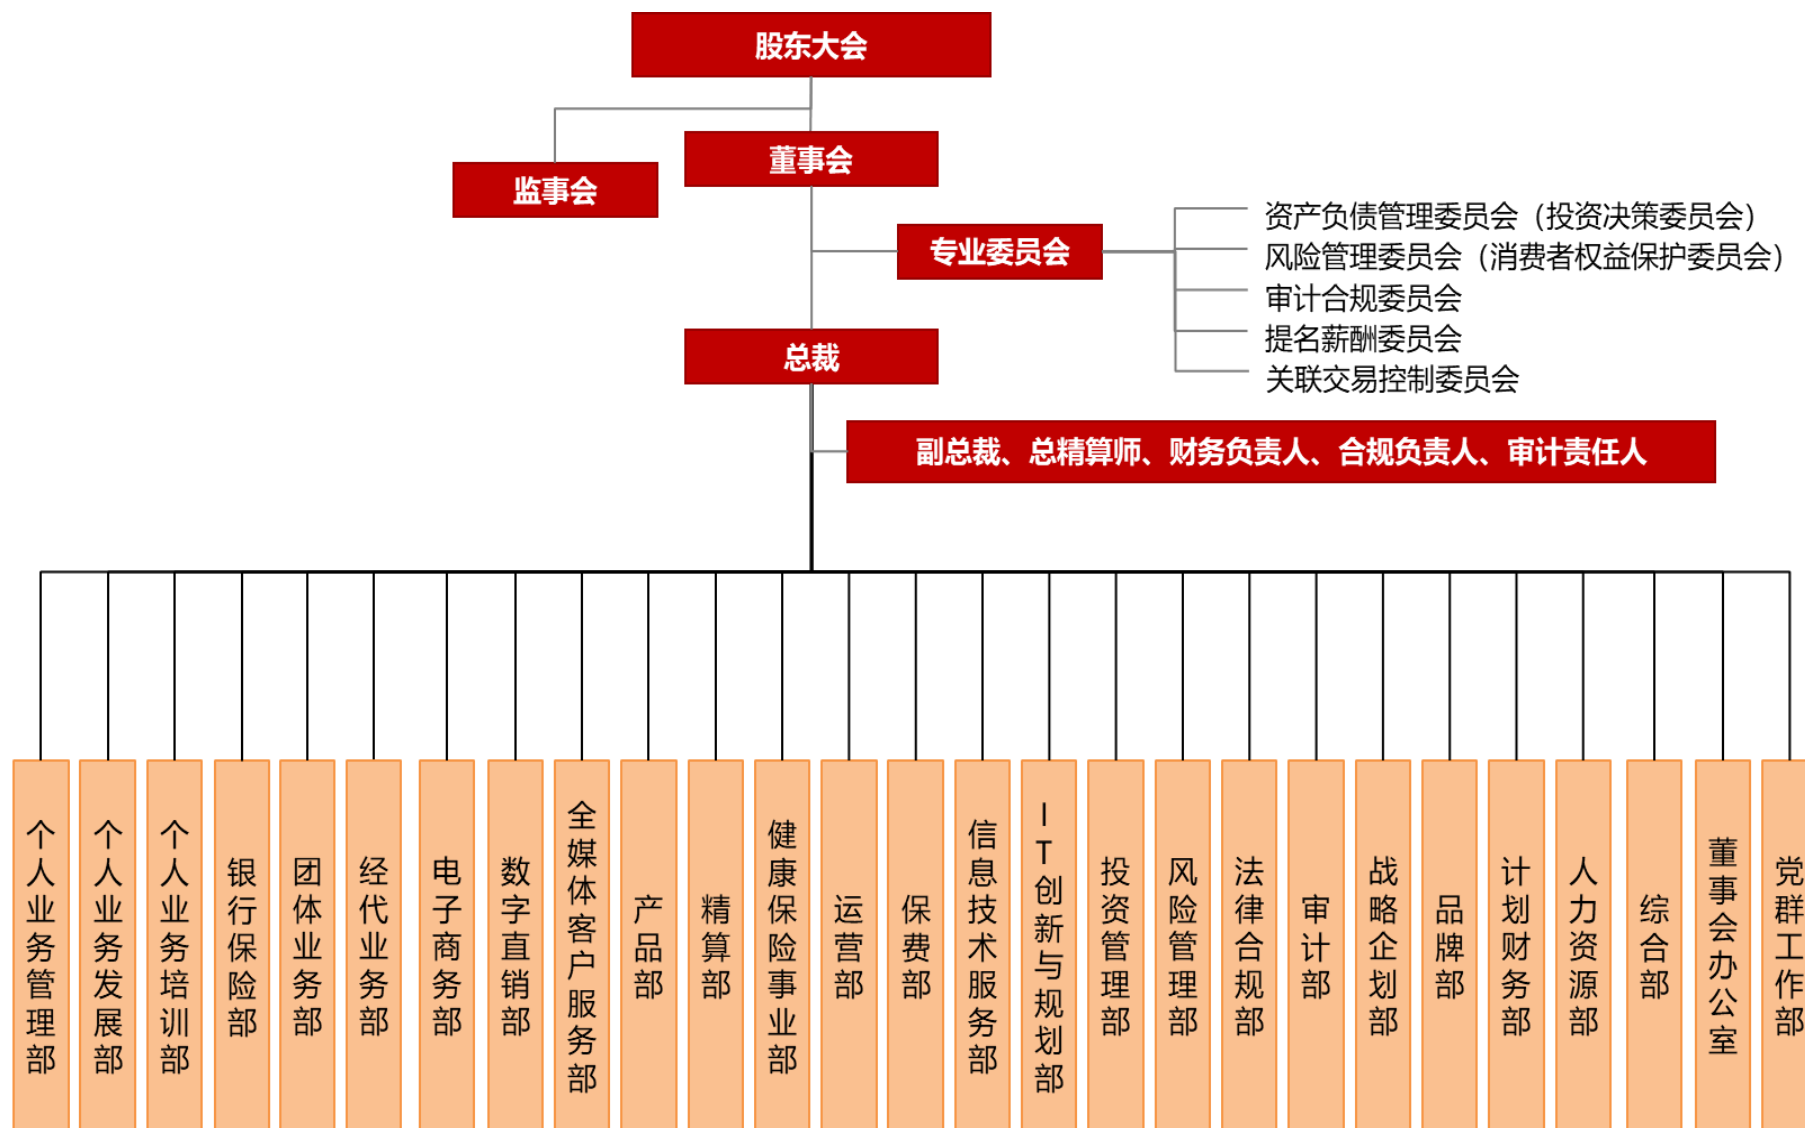 股东大会
董事会
监事会
专业委员会
资产负债管理委员会（投资决策委员会）
风险管理委员会（消费者权益保护委员会）
审计合规委员会
提名薪酬委员会
关联交易控制委员会
总裁
副总裁、总精算师、财务负责人、合规负责人、审计责任人
个人业务管理部
个人业务发展部
个人业务培训部
银行保险部
团体业务部
经代业务部
电子商务部
数字直销部
全媒体客户服务部
产品部
精算部
健康保险事业部
运营部
保费部
信息技术服务部
IT创新与规划部
投资管理部
风险管理部
法律合规部
审计部
战略企划部
品牌部
计划财务部
人力资源部
综合部
董事会办公室
党群工作部